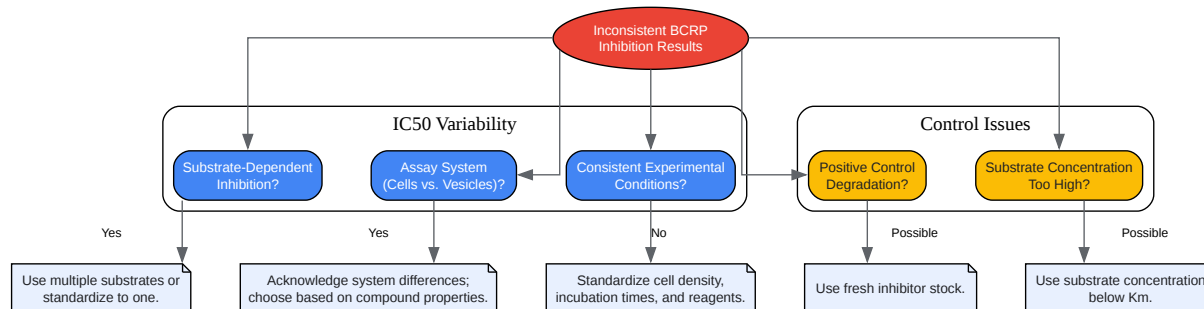 Inconsistent BCRP
Inhibition Results
IC50 Variability
Control Issues
Substrate-Dependent
Inhibition?
Assay System
(Cells vs. Vesicles)?
Consistent Experimental
Conditions?
Positive Control
Degradation?
Substrate Concentration
Too High?
Yes
Yes
No
Possible
Possible
Use multiple substrates or
standardize to one.
Acknowledge system differences;
choose based on compound properties.
Standardize cell density,
incubation times, and reagents.
Use fresh inhibitor stock.
Use substrate concentration
below Km.